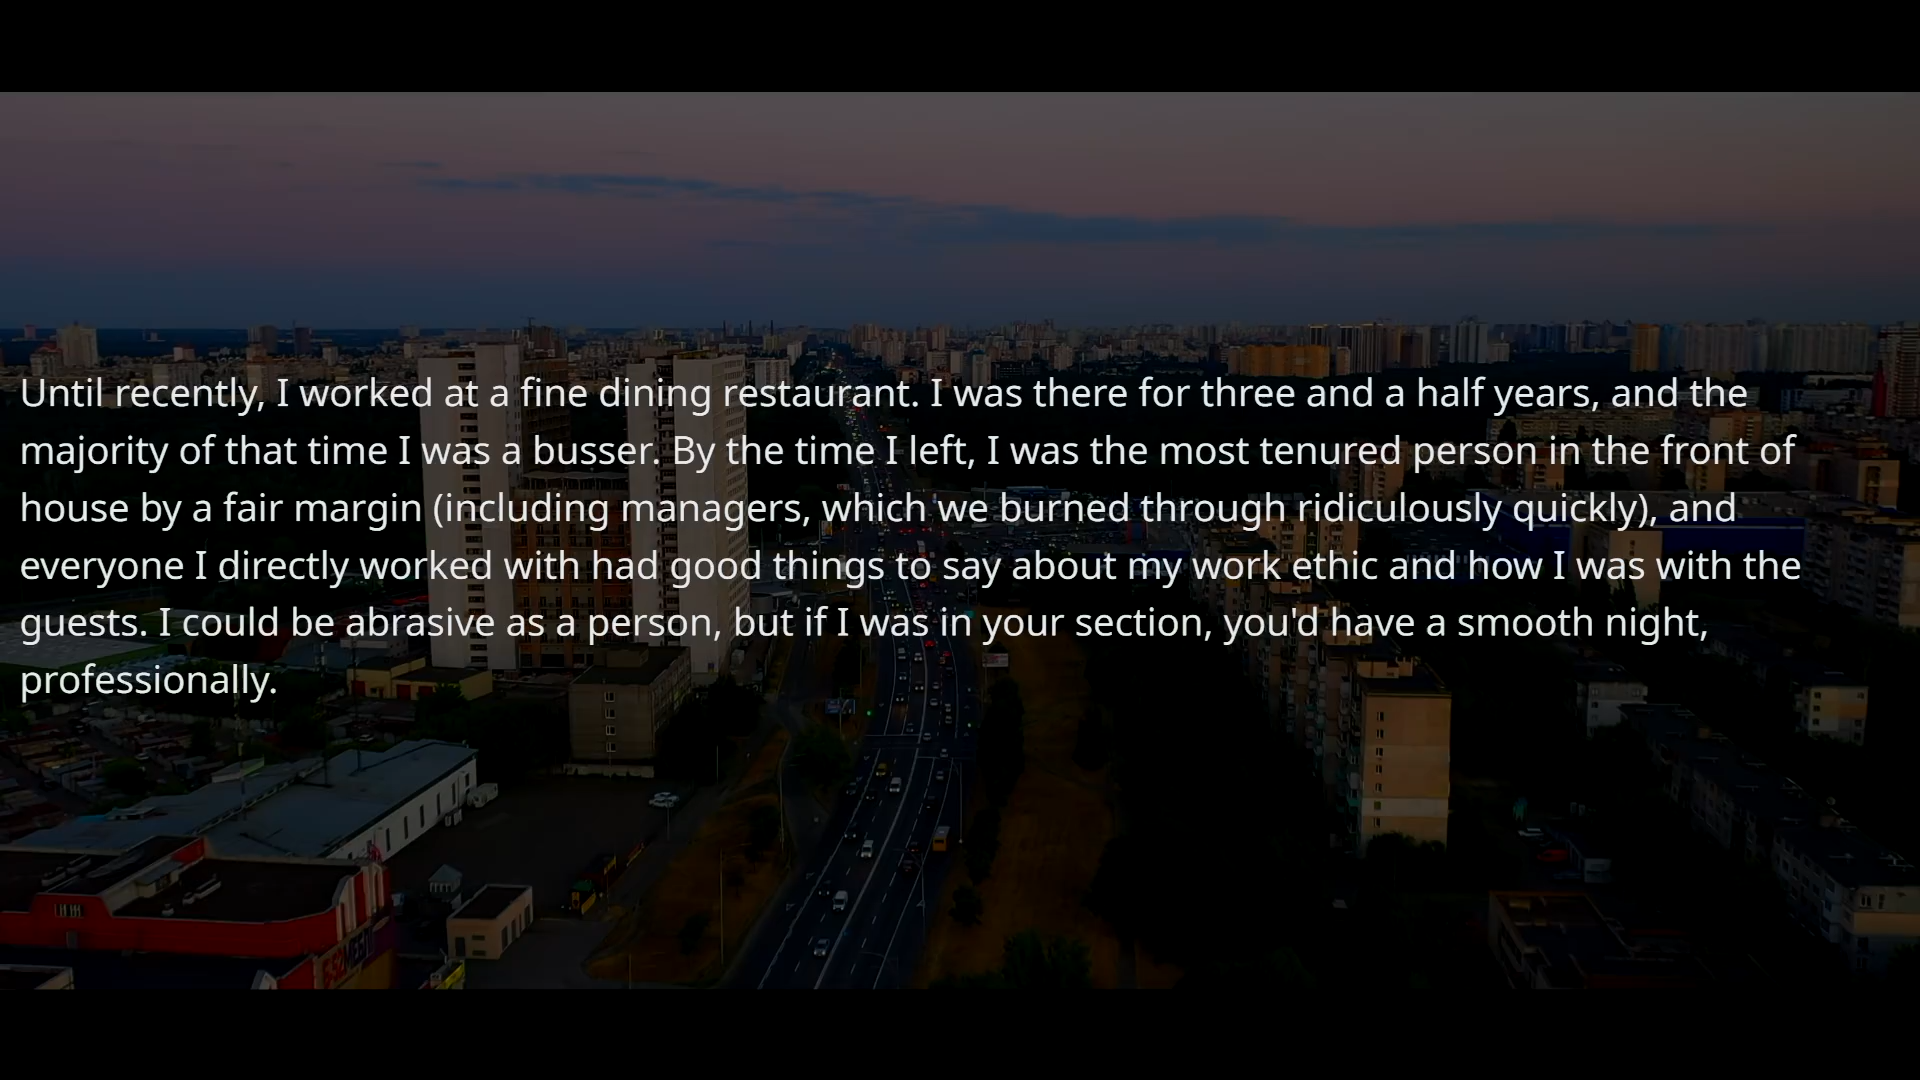 Until recently, I worked at a fine dining restaurant. I was there for three and a half years, and the
majority of that time I was a busser. By the time I left, I was the most tenured person in the front of
house by a fair margin (including managers, which we burned through ridiculously quickly), and
everyone I directly worked with had good things to say about my work ethic and how I was with the
guests. I could be abrasive as a person, but if I was in your section, you'd have a smooth night,
professionally.